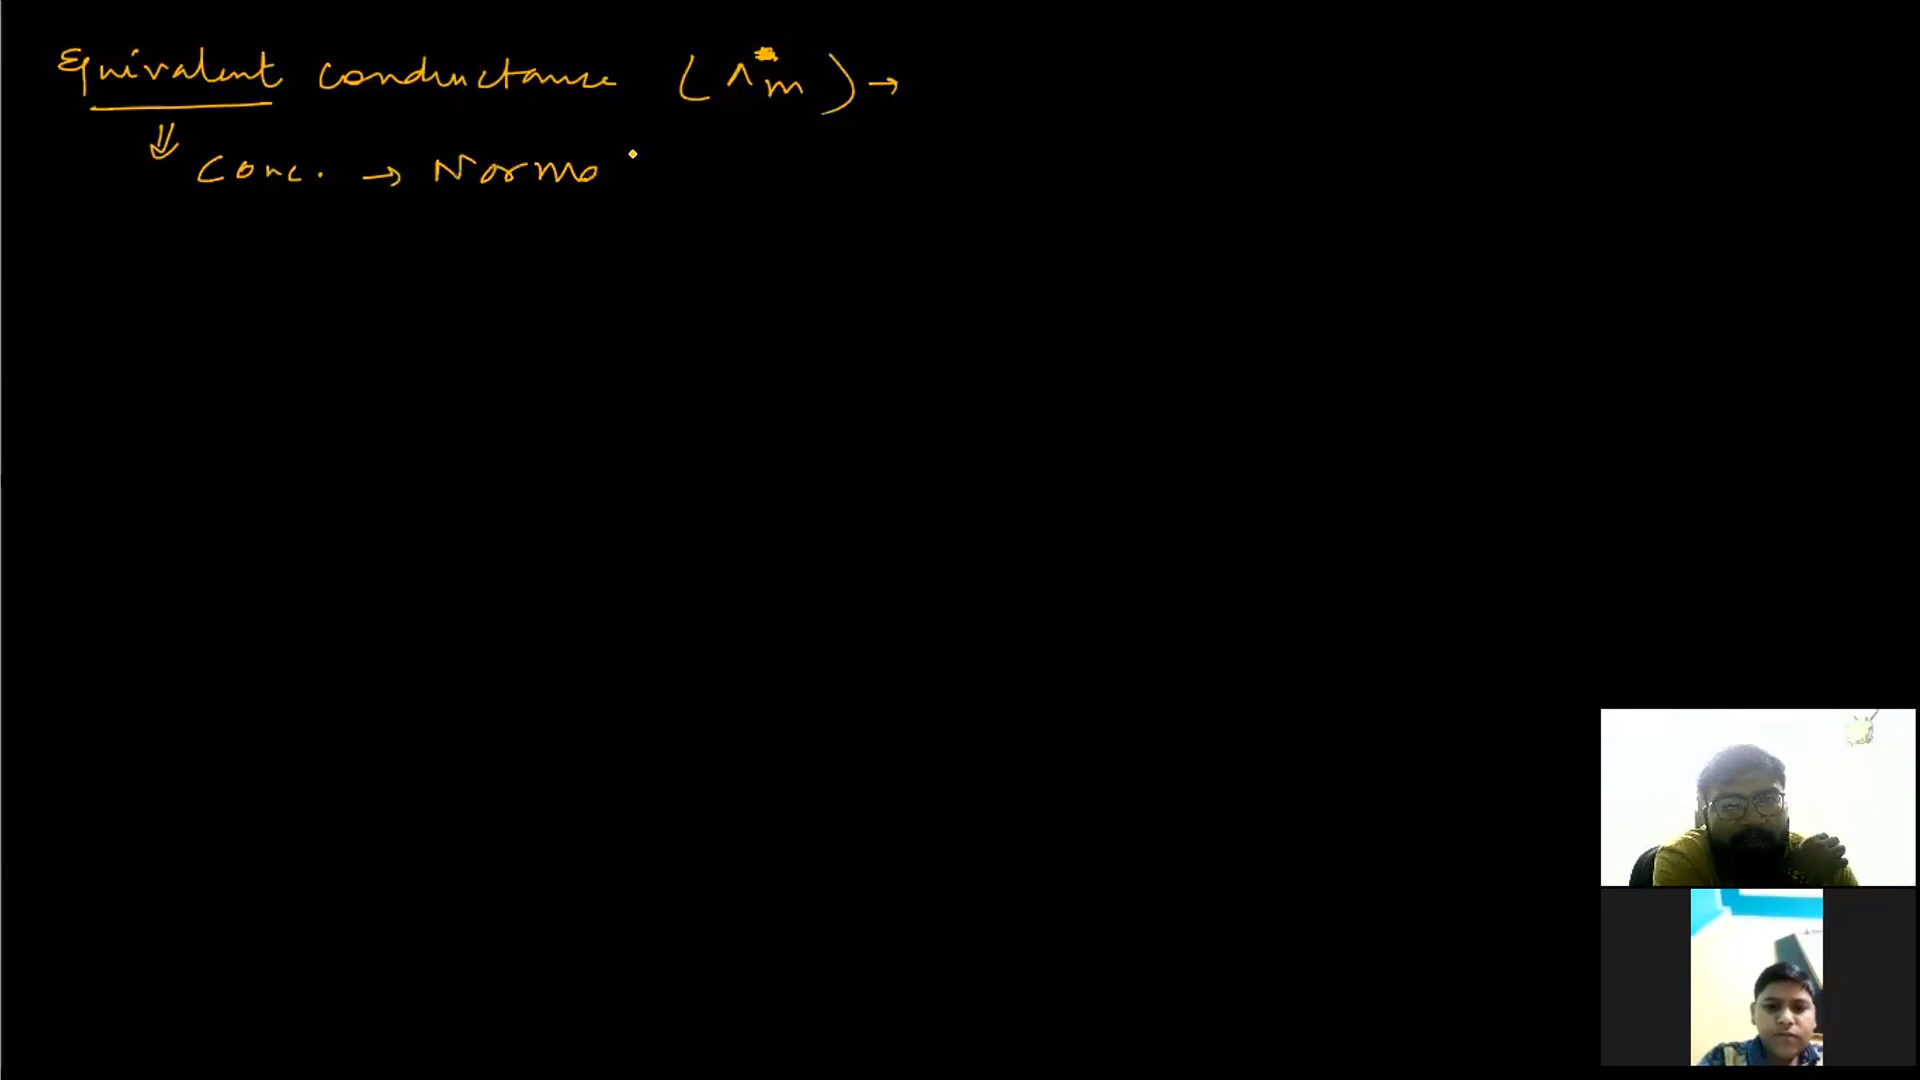 Equivalent conductance (Λm) →
⇓ Conc. → Normo